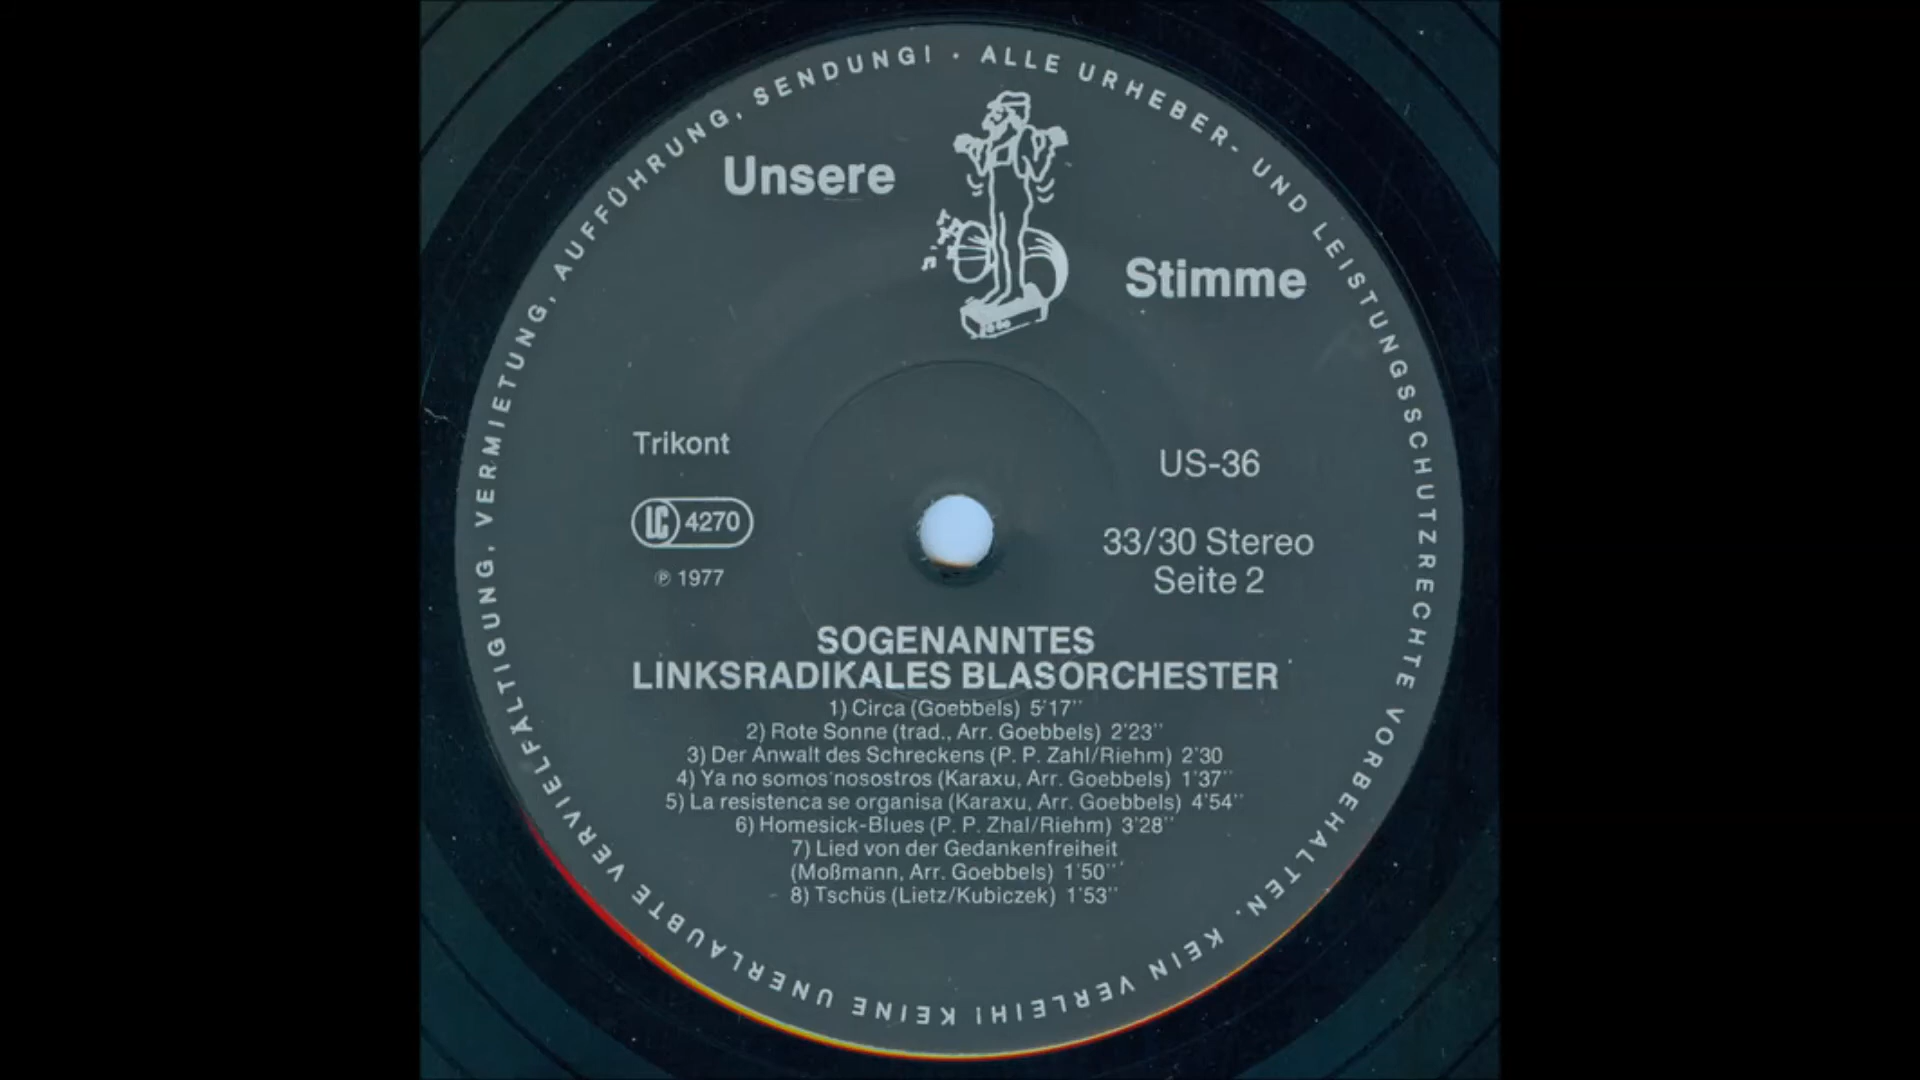 ALLE URHEBER- UND LEISTUNGSSCHUTZRECHTE VORBEHALTEN. KEIN VERLEIH! KEINE UNERLAUBTE VERVIELFÄLTIGUNG, VERMIETUNG, AUFFÜHRUNG, SENDUNG! ·
Unsere
Stimme
Trikont
US-36
LC 4270
33/30 Stereo
℗ 1977
Seite 2
SOGENANNTES
LINKSRADIKALES BLASORCHESTER
1) Circa (Goebbels) 5'17''
2) Rote Sonne (trad., Arr. Goebbels) 2'23''
3) Der Anwalt des Schreckens (P. P. Zahl/Riehm) 2'30
4) Ya no somos nosostros (Karaxu, Arr. Goebbels) 1'37''
5) La resistenca se organisa (Karaxu, Arr. Goebbels) 4'54''
6) Homesick-Blues (P. P. Zhal/Riehm) 3'28''
7) Lied von der Gedankenfreiheit
(Moßmann, Arr. Goebbels) 1'50''
8) Tschüs (Lietz/Kubiczek) 1'53''